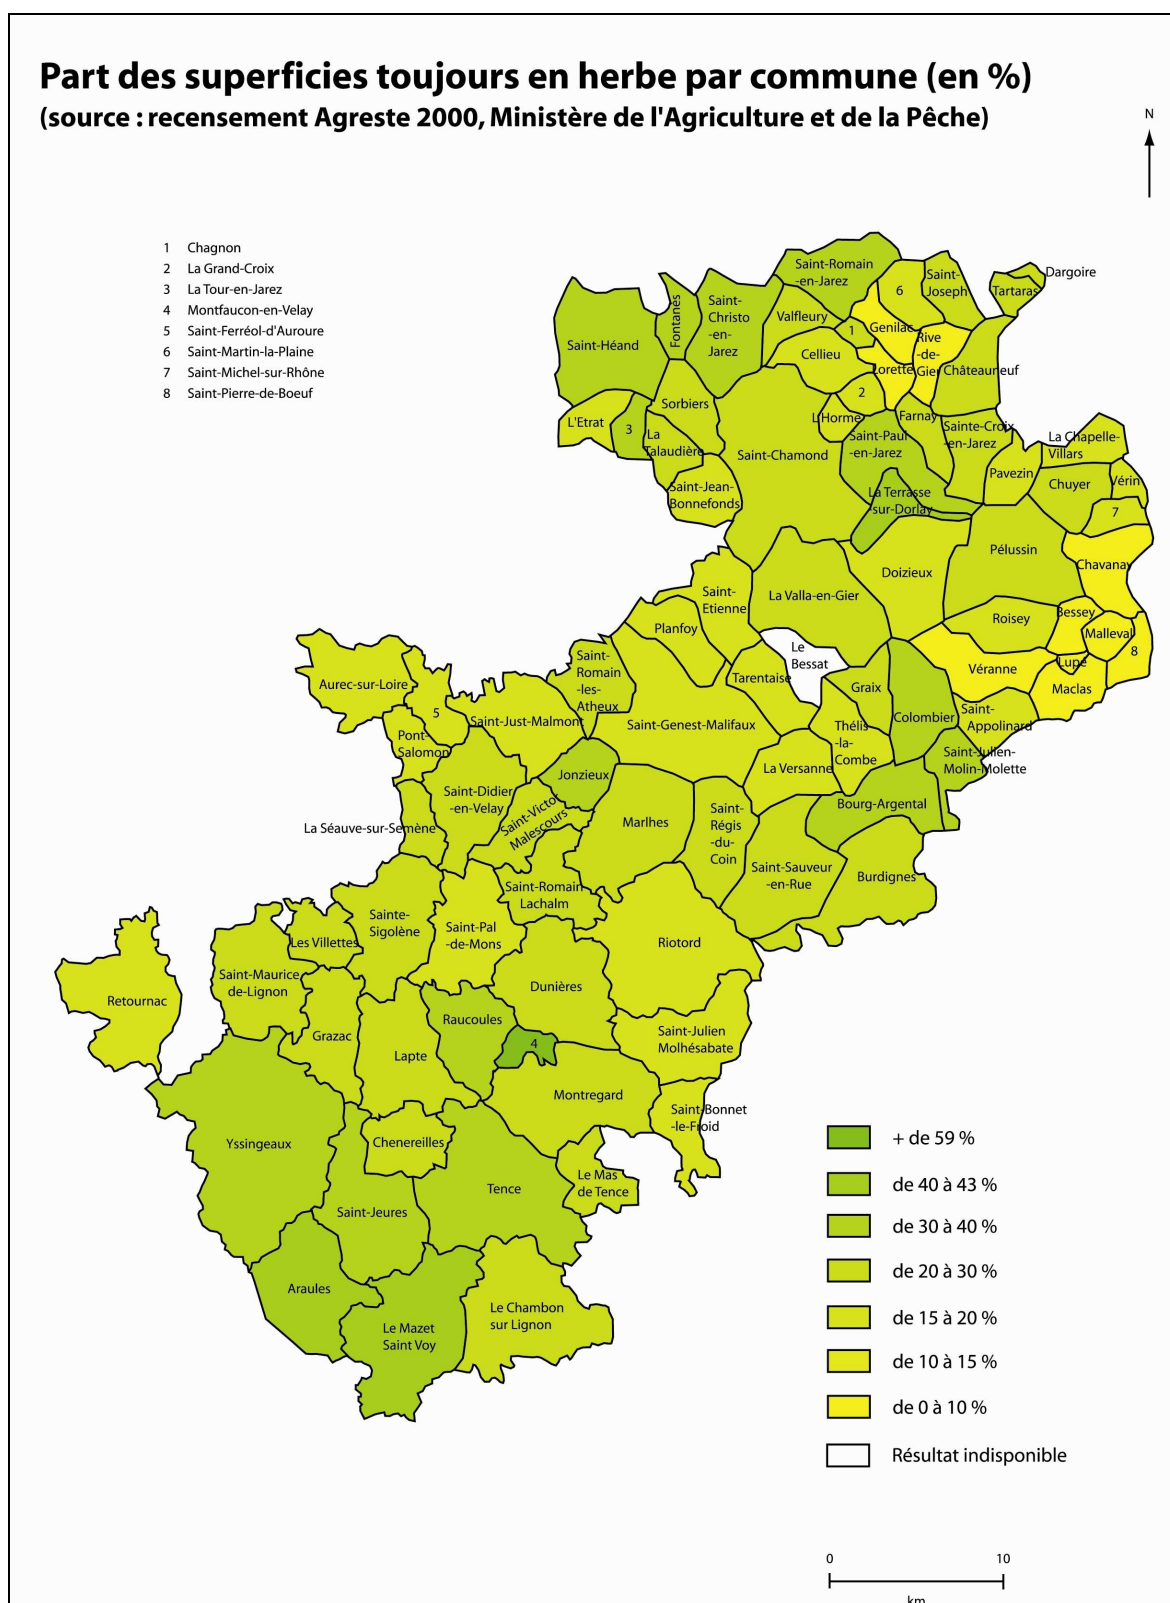 Part des superficies toujours en herbe par commune (en %)
(source : recensement Agreste 2000, Ministère de l'Agriculture et de la Pêche)
N
1 Chagnon
2 La Grand-Croix
3 La Tour-en-Jarez
4 Montfaucon-en-Velay
5 Saint-Ferréol-d'Auroure
6 Saint-Martin-la-Plaine
7 Saint-Michel-sur-Rhône
8 Saint-Pierre-de-Boeuf
Saint-Romain
-en-Jarez
Saint-
Joseph
Dargoire
Tartaras
6
Fontanès
Saint-
Christo
-en-
Jarez
Valfleury
1
Genilac
Rive
-de-
Gier
Saint-Héand
Cellieu
Lorette
Châteauneuf
2
Sorbiers
L'Etrat
3
La
Talaudière
L'Horme
Farnay
Saint-Paul
-en-Jarez
Sainte-Croix
-en-Jarez
La Chapelle-
Villars
Saint-Chamond
Pavezin
Chuyer
Vérin
Saint-Jean-
Bonnefonds
La Terrasse
-sur-Dorlay
7
Pélussin
Chavanay
Doizieux
Saint-
Etienne
La Valla-en-Gier
Planfoy
Roisey
Bessey
Malleval
8
Le
Bessat
Saint-
Romain
-les-
Atheux
Tarentaise
Véranne
Lupé
Maclas
Graix
Aurec-sur-Loire
5
Saint-Just-Malmont
Saint-Genest-Malifaux
Colombier
Saint-
Appolinard
Thélis
-la-
Combe
Pont-
Salomon
Saint-Julien-
Molin-Molette
La Versanne
Jonzieux
Saint-Didier
-en-Velay
Bourg-Argental
Saint-Victor
Malescours
Marlhes
Saint-
Régis
-du-
Coin
La Séauve-sur-Semène
Saint-Sauveur
-en-Rue
Burdignes
Saint-Romain
Lachalm
Sainte-
Sigolène
Saint-Pal
-de-Mons
Les Villettes
Riotord
Saint-Maurice
de-Lignon
Dunières
Retournac
Raucoules
Grazac
Lapte
4
Saint-Julien
Molhésabate
Montregard
Saint-Bonnet
-le-Froid
Yssingeaux
Chenereilles
Le Mas
de Tence
Tence
Saint-Jeures
Araules
Le Mazet
Saint Voy
Le Chambon
sur Lignon
+ de 59 %
de 40 à 43 %
de 30 à 40 %
de 20 à 30 %
de 15 à 20 %
de 10 à 15 %
de 0 à 10 %
Résultat indisponible
0 10
km